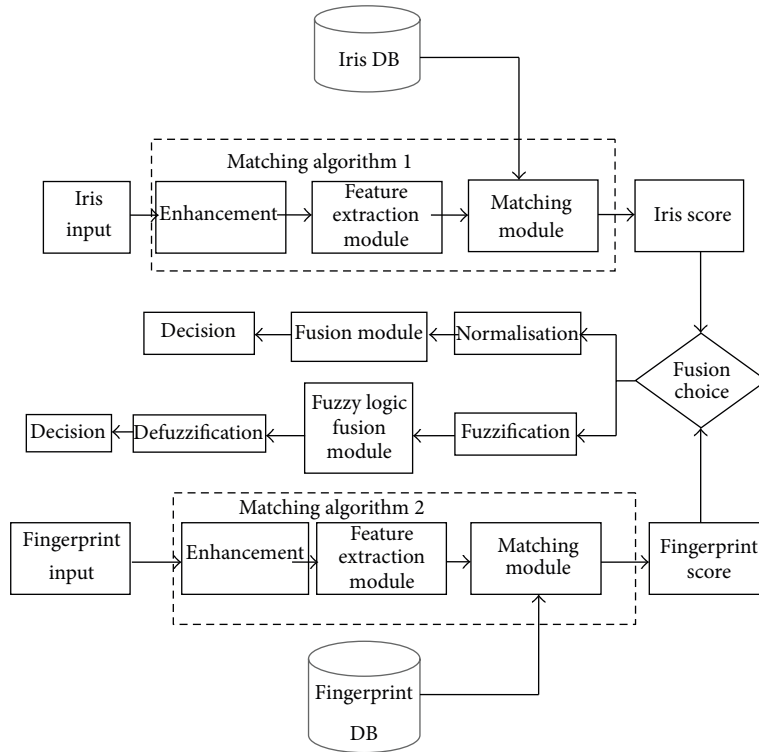 Iris DB
Matching algorithm 1
Iris
input
Enhancement
Feature
extraction
module
Matching
module
Iris score
Decision
Fusion module
Normalisation
Fusion
choice
Decision
Defuzzification
Fuzzy logic
fusion
module
Fuzzification
Matching algorithm 2
Fingerprint
input
Enhancement
Feature
extraction
module
Matching
module
Fingerprint
score
Fingerprint
DB